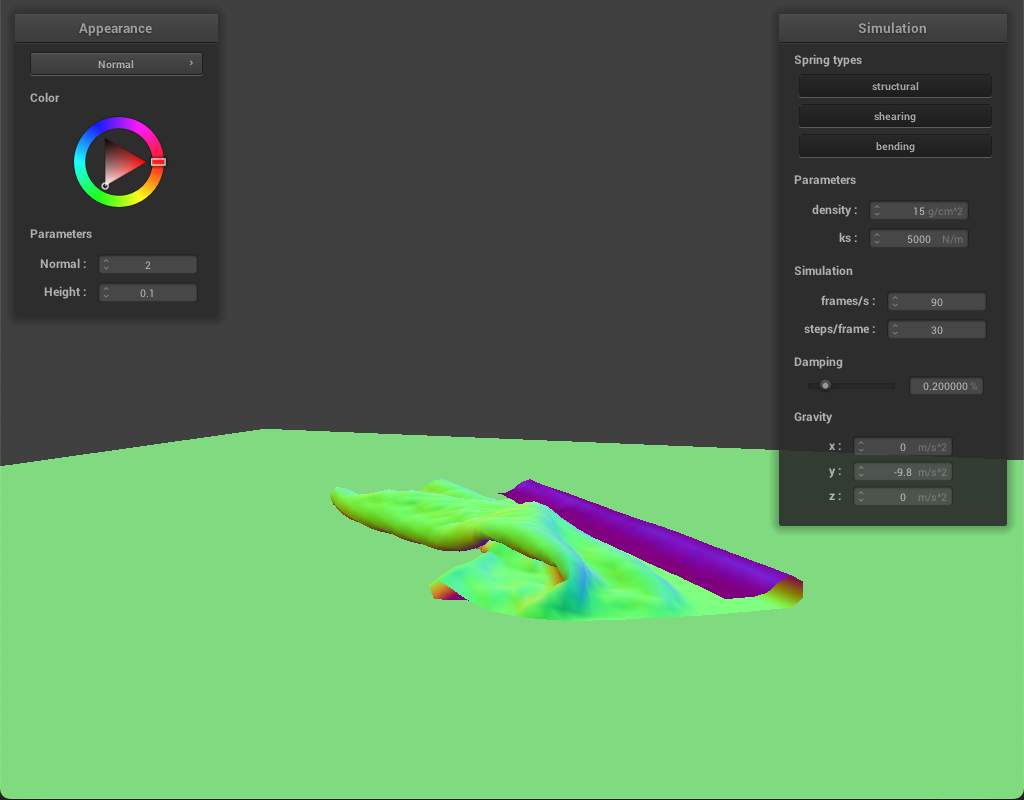 Appearance
Normal
Color
Parameters
Normal : 2
Height : 0.1
Simulation
Spring types
structural
shearing
bending
Parameters
density : 15 g/cm^2
ks : 5000 N/m
Simulation
frames/s : 90
steps/frame : 30
Damping
0.200000 %
Gravity
x : 0 m/s^2
y : -9.8 m/s^2
z : 0 m/s^2